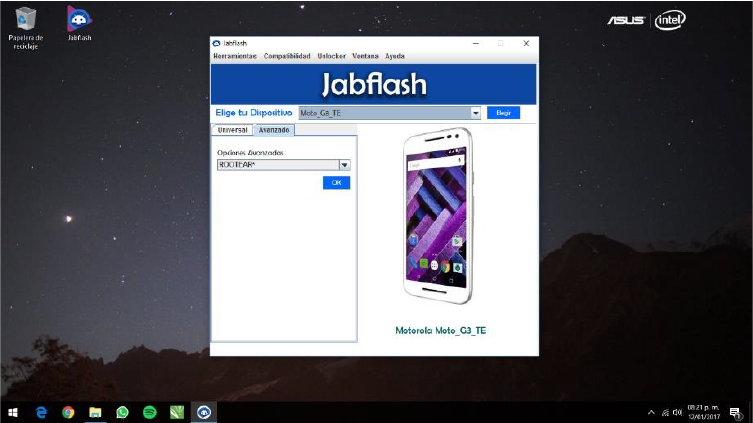 Papelera de
reciclaje
Jabflash
ASUS
intel
Jabflash
Herramientas Compatibilidad Unlocker Ventana Ayuda
Jabflash
Elige tu Dispositivo
Moto_G3_TE
Elegir
Universal Avanzado
Opciones Avanzadas
ROOTEAR*
OK
Motorola Moto_G3_TE
08:21 p. m.
12/01/2017